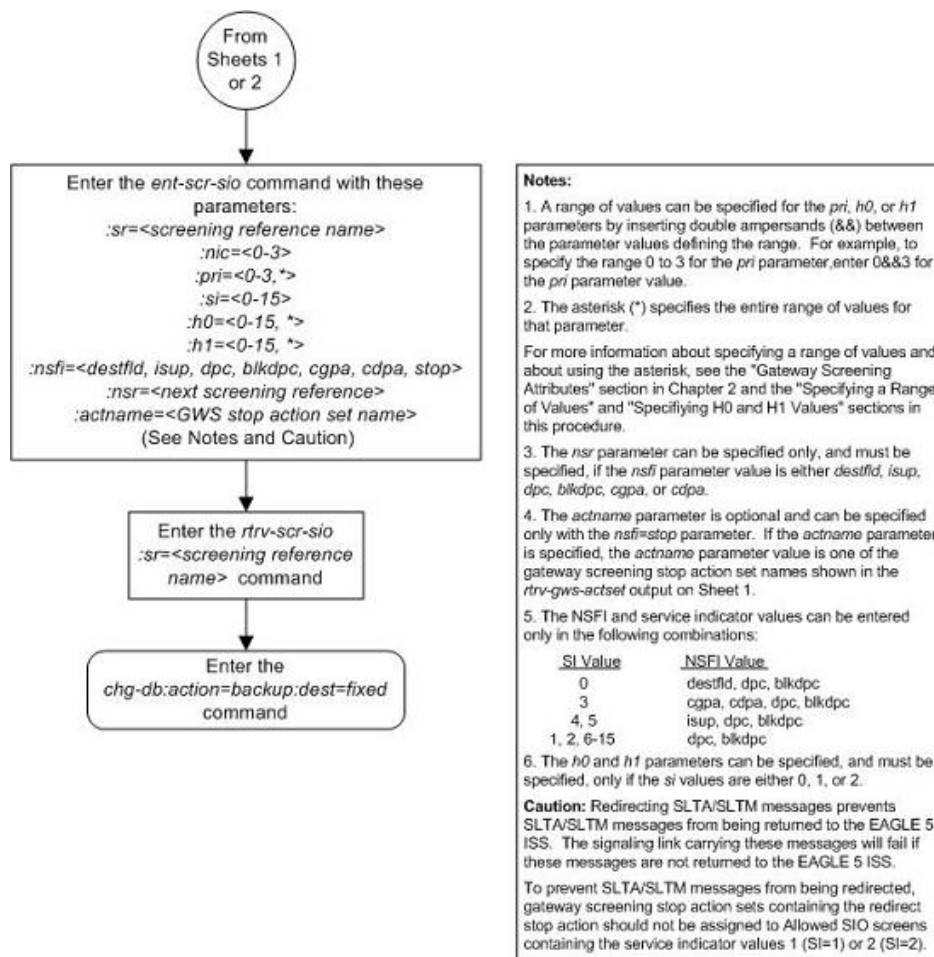 From
Sheets 1
or 2
Enter the ent-scr-sio command with these
parameters:
:sr=<screening reference name>
:nic=<0-3>
:pri=<0-3,*>
:si=<0-15>
:h0=<0-15, *>
:h1=<0-15, *>
:nsfi=<destfld, isup, dpc, blkdpc, cgpa, cdpa, stop>
:nsr=<next screening reference>
:actname=<GWS stop action set name>
(See Notes and Caution)
Enter the rtrv-scr-sio
:sr=<screening reference
name> command
Enter the
chg-db:action=backup:dest=fixed
command
Notes:
1. A range of values can be specified for the pri, h0, or h1
parameters by inserting double ampersands (&&) between
the parameter values defining the range. For example, to
specify the range 0 to 3 for the pri parameter,enter 0&&3 for
the pri parameter value.
2. The asterisk (*) specifies the entire range of values for
that parameter.
For more information about specifying a range of values and
about using the asterisk, see the "Gateway Screening
Attributes" section in Chapter 2 and the "Specifying a Range
of Values" and "Specifiying H0 and H1 Values" sections in
this procedure.
3. The nsr parameter can be specified only, and must be
specified, if the nsfi parameter value is either destfld, isup,
dpc, blkdpc, cgpa, or cdpa.
4. The actname parameter is optional and can be specified
only with the nsfi=stop parameter. If the actname parameter
is specified, the actname parameter value is one of the
gateway screening stop action set names shown in the
rtrv-gws-actset output on Sheet 1.
5. The NSFI and service indicator values can be entered
only in the following combinations:
SI Value NSFI Value
0 destfld, dpc, blkdpc
3 cgpa, cdpa, dpc, blkdpc
4, 5 isup, dpc, blkdpc
1, 2, 6-15 dpc, blkdpc
6. The h0 and h1 parameters can be specified, and must be
specified, only if the si values are either 0, 1, or 2.
Caution: Redirecting SLTA/SLTM messages prevents
SLTA/SLTM messages from being returned to the EAGLE 5
ISS. The signaling link carrying these messages will fail if
these messages are not returned to the EAGLE 5 ISS.
To prevent SLTA/SLTM messages from being redirected,
gateway screening stop action sets containing the redirect
stop action should not be assigned to Allowed SIO screens
containing the service indicator values 1 (SI=1) or 2 (SI=2).